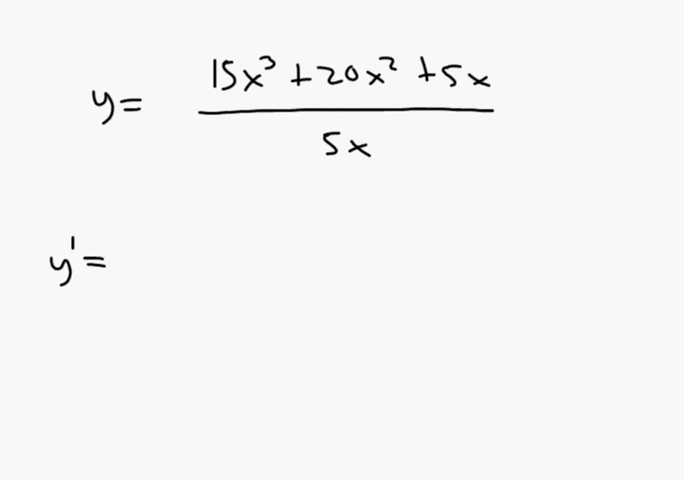 y = (15x³ + 20x² + 5x) / (5x)
y' =